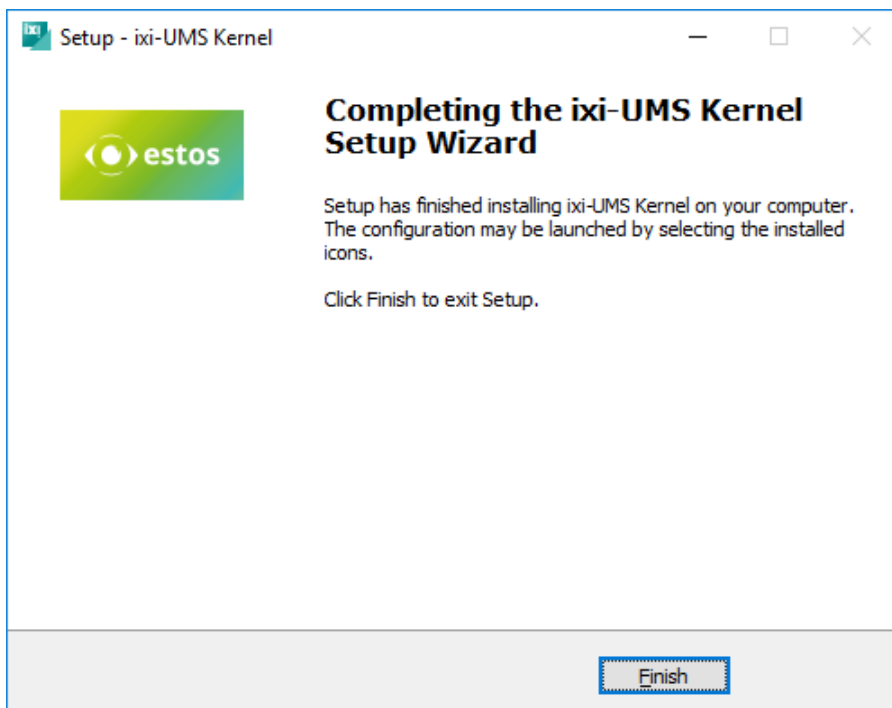 ixi
Setup - ixi-UMS Kernel
estos
Completing the ixi-UMS Kernel
Setup Wizard
Setup has finished installing ixi-UMS Kernel on your computer.
The configuration may be launched by selecting the installed
icons.
Click Finish to exit Setup.
Finish